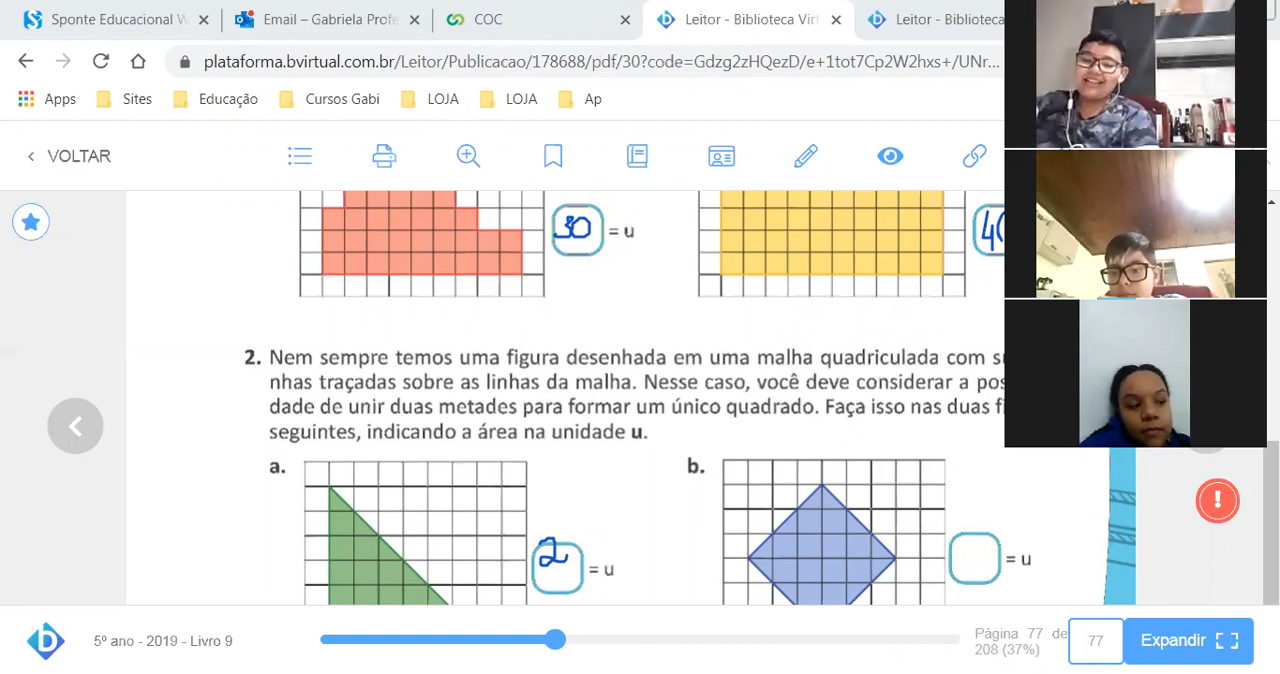 Sponte Educacional W
Email – Gabriela Profe
COC
Leitor - Biblioteca Virt
Leitor - Biblioteca
plataforma.bvirtual.com.br/Leitor/Publicacao/178688/pdf/30?code=Gdzg2zHQezD/e+1tot7Cp2W2hxs+/UNr...
Apps Sites Educação Cursos Gabi LOJA LOJA Ap
VOLTAR
30 = u
40
2. Nem sempre temos uma figura desenhada em uma malha quadriculada com su
nhas traçadas sobre as linhas da malha. Nesse caso, você deve considerar a pos
dade de unir duas metades para formar um único quadrado. Faça isso nas duas fi
seguintes, indicando a área na unidade u.
a.
b.
2 = u
= u
5º ano - 2019 - Livro 9
Página 77 de
208 (37%)
77
Expandir